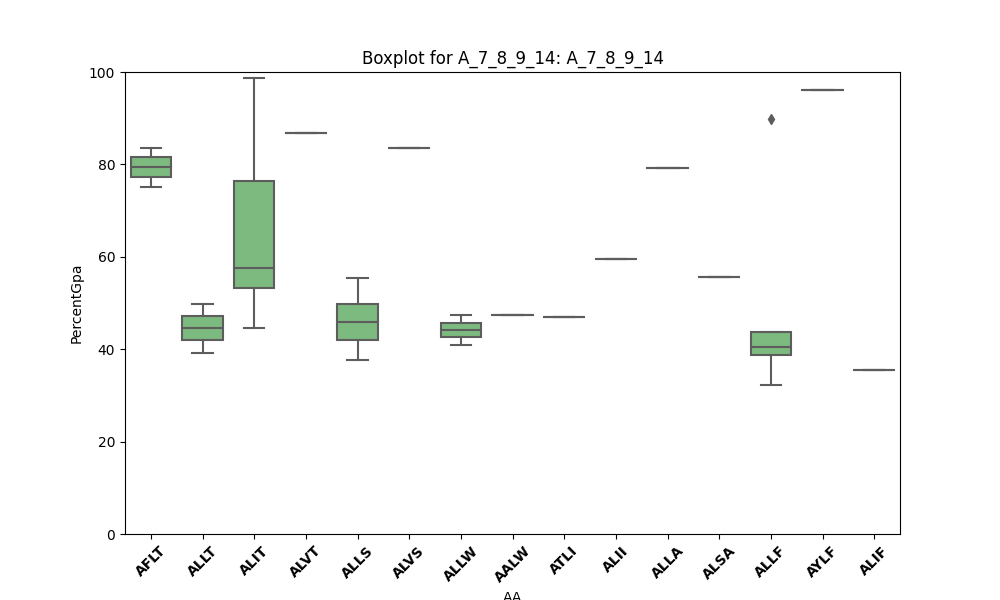 Boxplot for A_7_8_9_14: A_7_8_9_14
100
80
60
40
20
0
PercentGpa
AFLT
ALLT
ALIT
ALVT
ALLS
ALVS
ALLW
AALW
ATLI
ALII
ALLA
ALSA
ALLF
AYLF
ALIF
AA